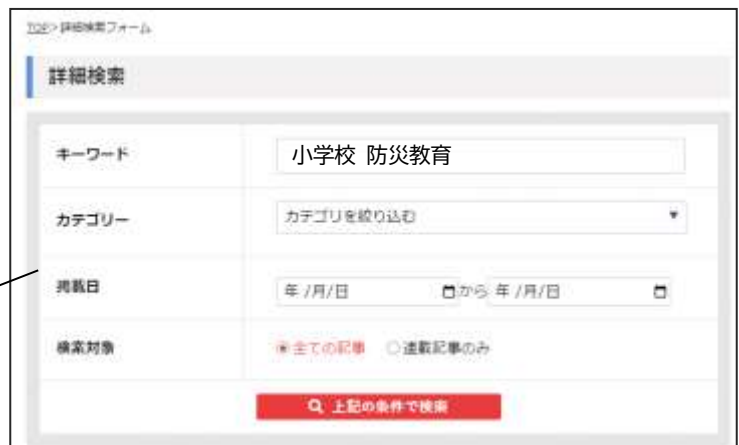 TOP > 詳細検索フォーム
詳細検索
キーワード 小学校 防災教育
カテゴリー カテゴリを絞り込む
掲載日 年 /月/日 から 年 /月/日
検索対象 全ての記事 連載記事のみ
上記の条件で検索